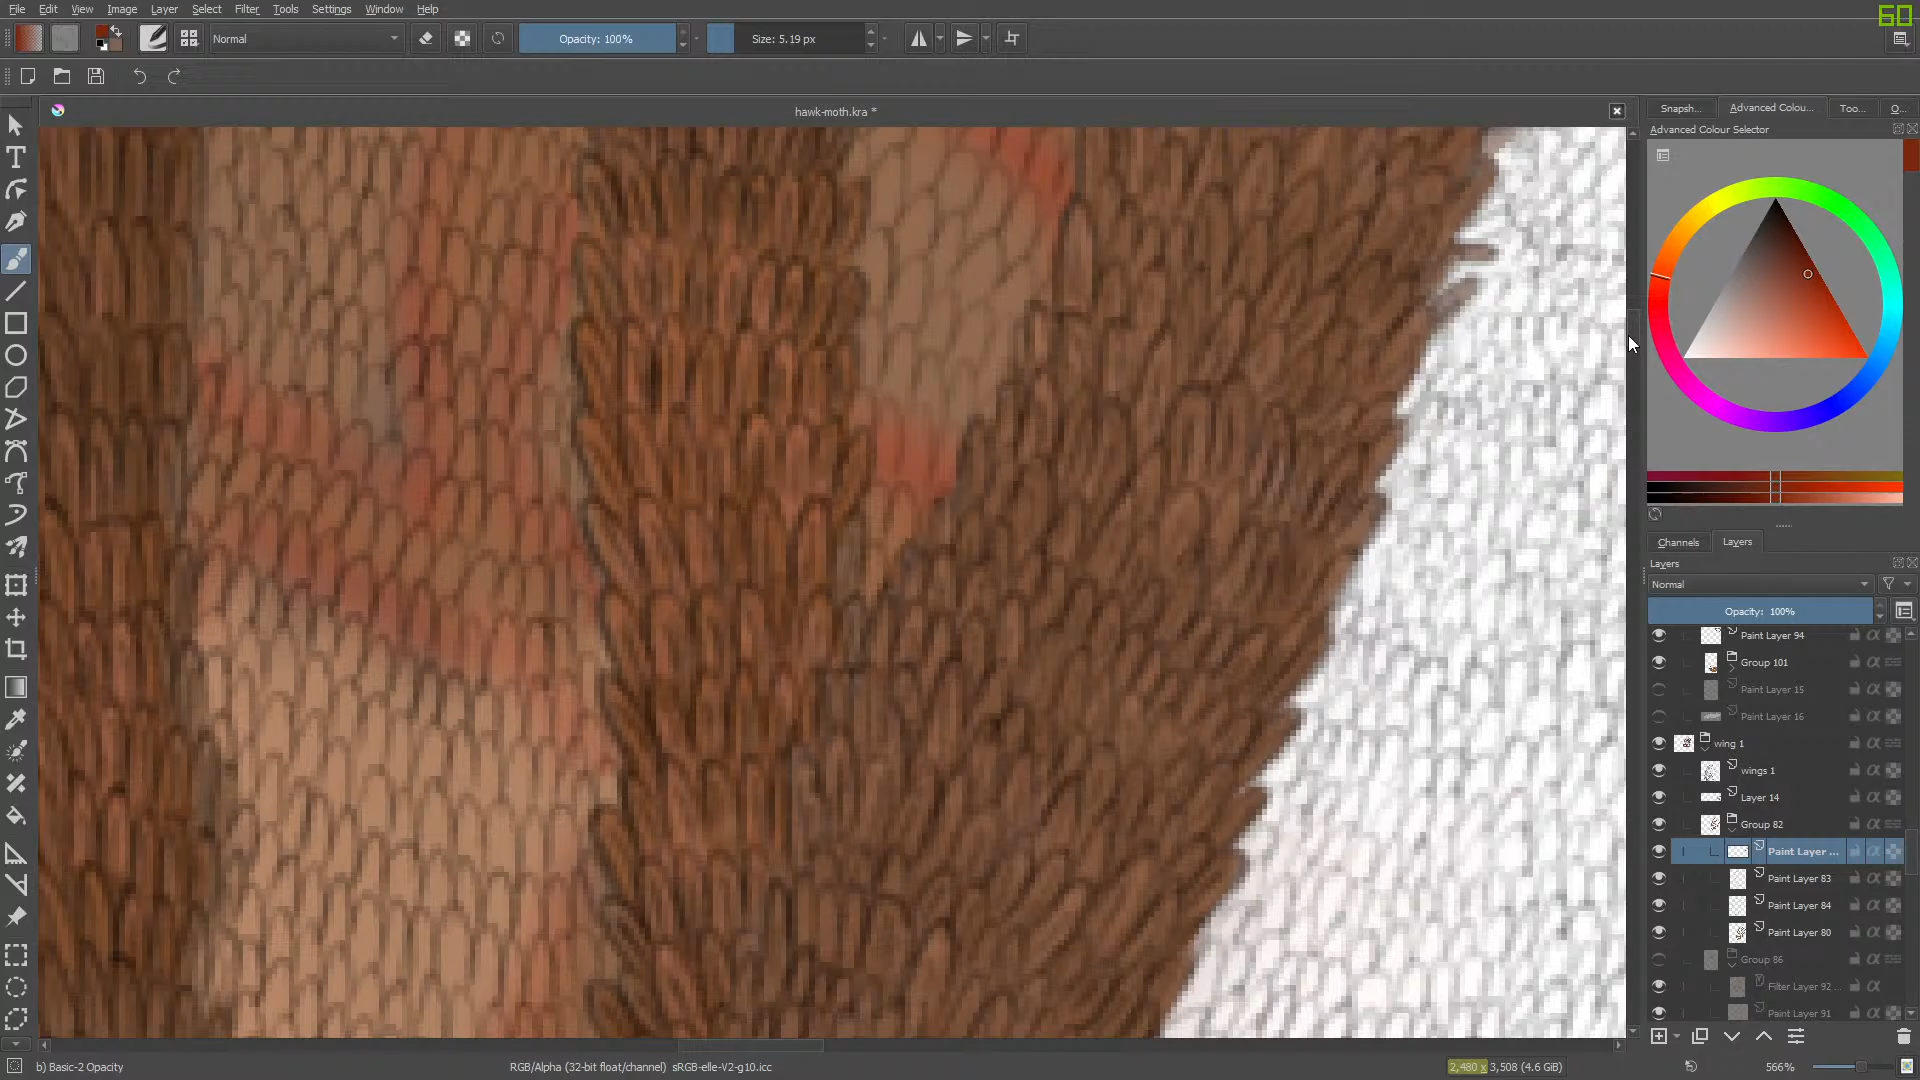 File Edit View Image Layer Select Filter Tools Settings Window Help
60
Normal
Opacity: 100%
Size: 5.19 px
hawk-moth.kra *
Snapsh... Advanced Colou... Too... O...
Advanced Colour Selector
Channels Layers
Layers
Normal
Opacity: 100%
Paint Layer 94
Group 101
Paint Layer 15
Paint Layer 16
wing 1
wings 1
Layer 14
Group 82
Paint Layer ...
Paint Layer 83
Paint Layer 84
Paint Layer 80
Group 86
Filter Layer 92 ...
Paint Layer 91
b) Basic-2 Opacity
RGB/Alpha (32-bit float/channel) sRGB-elle-V2-g10.icc
2,480 x 3,508 (4.6 GiB)
566%